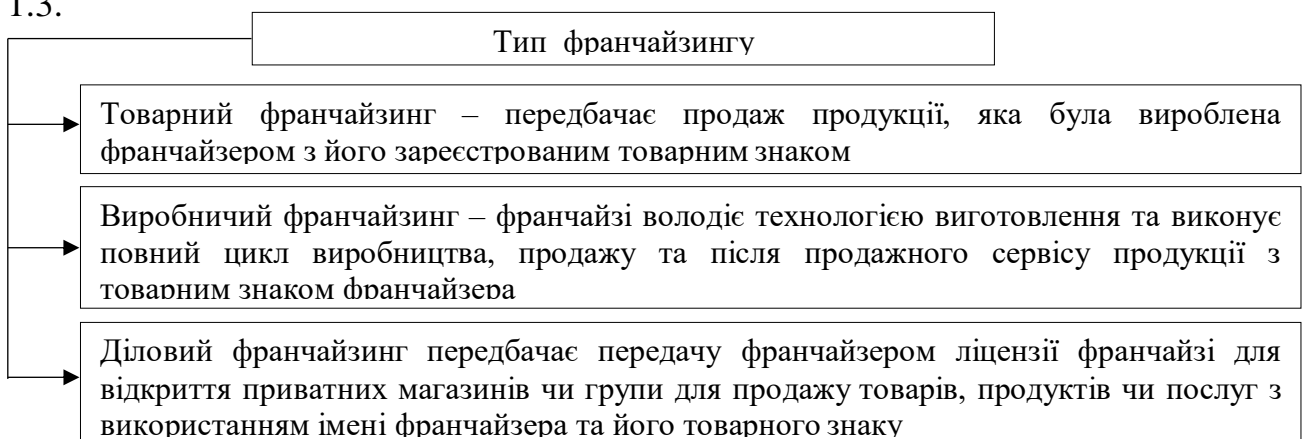 1.3.
Тип франчайзингу
Товарний франчайзинг – передбачає продаж продукції, яка була вироблена
франчайзером з його зареєстрованим товарним знаком
Виробничий франчайзинг – франчайзі володіє технологією виготовлення та виконує
повний цикл виробництва, продажу та після продажного сервісу продукції з
товарним знаком франчайзера
Діловий франчайзинг передбачає передачу франчайзером ліцензії франчайзі для
відкриття приватних магазинів чи групи для продажу товарів, продуктів чи послуг з
використанням імені франчайзера та його товарного знаку